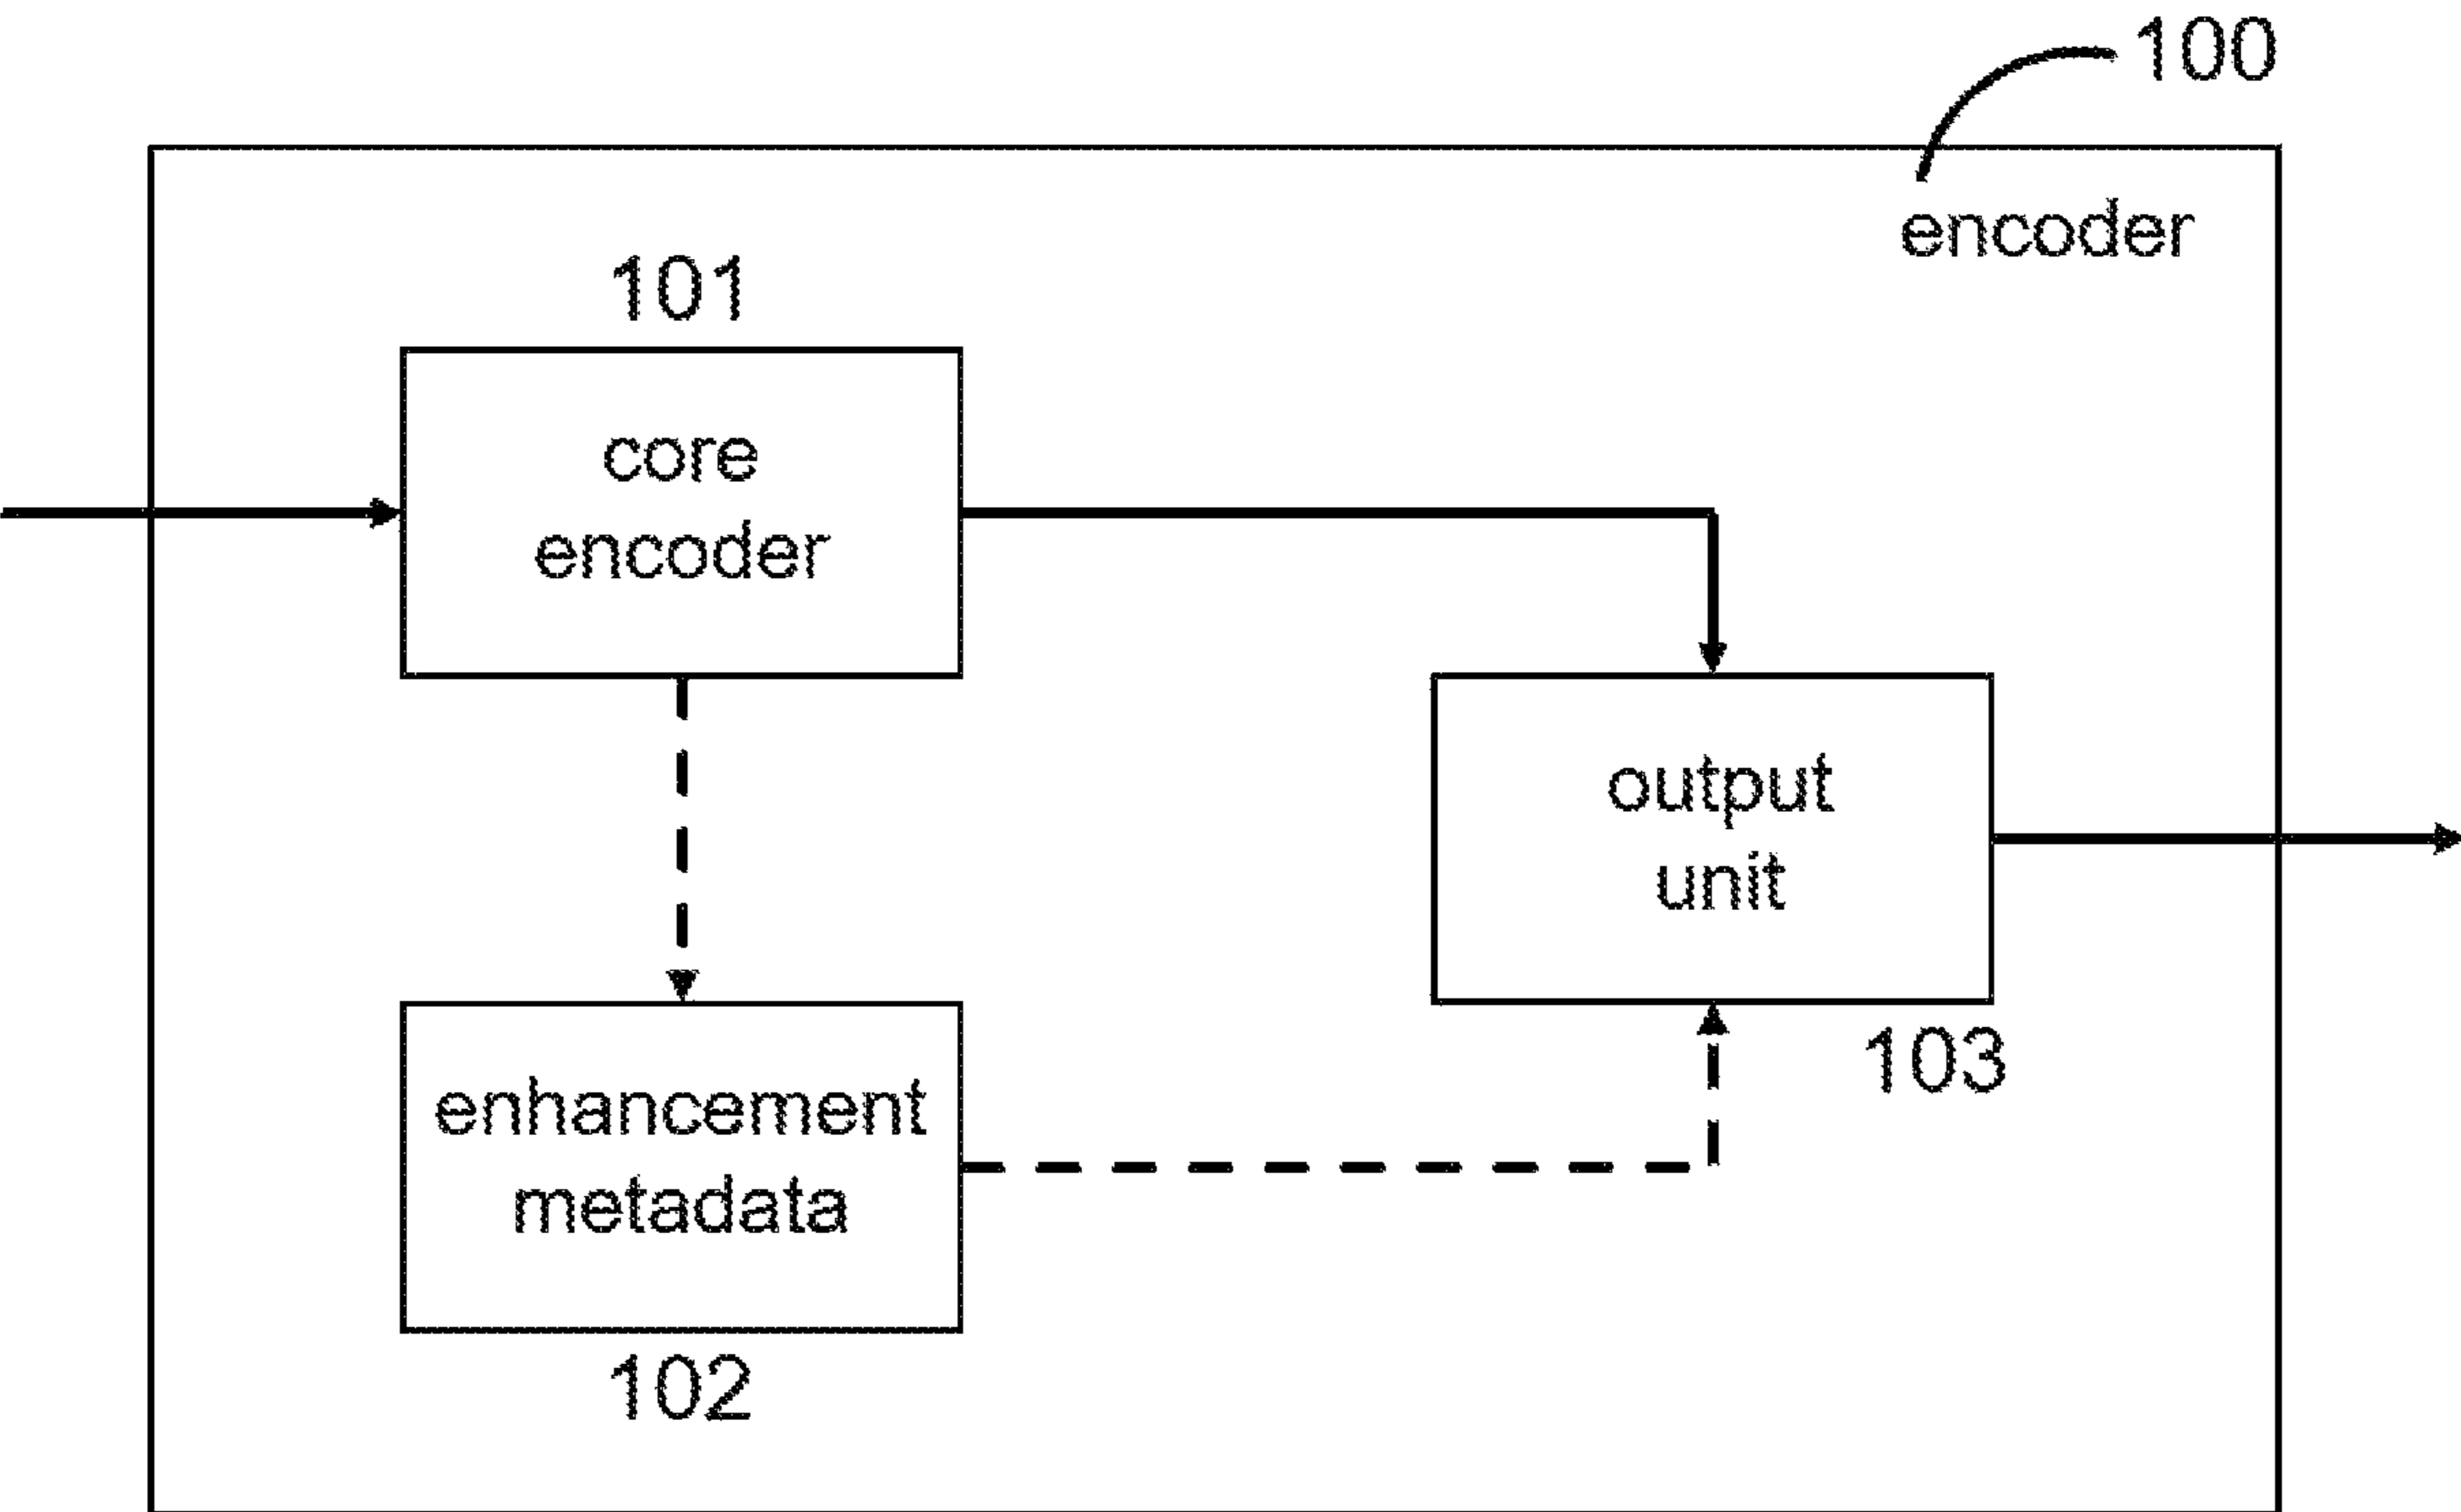 100
encoder
101
core
encoder
output
unit
103
enhancement
metadata
102